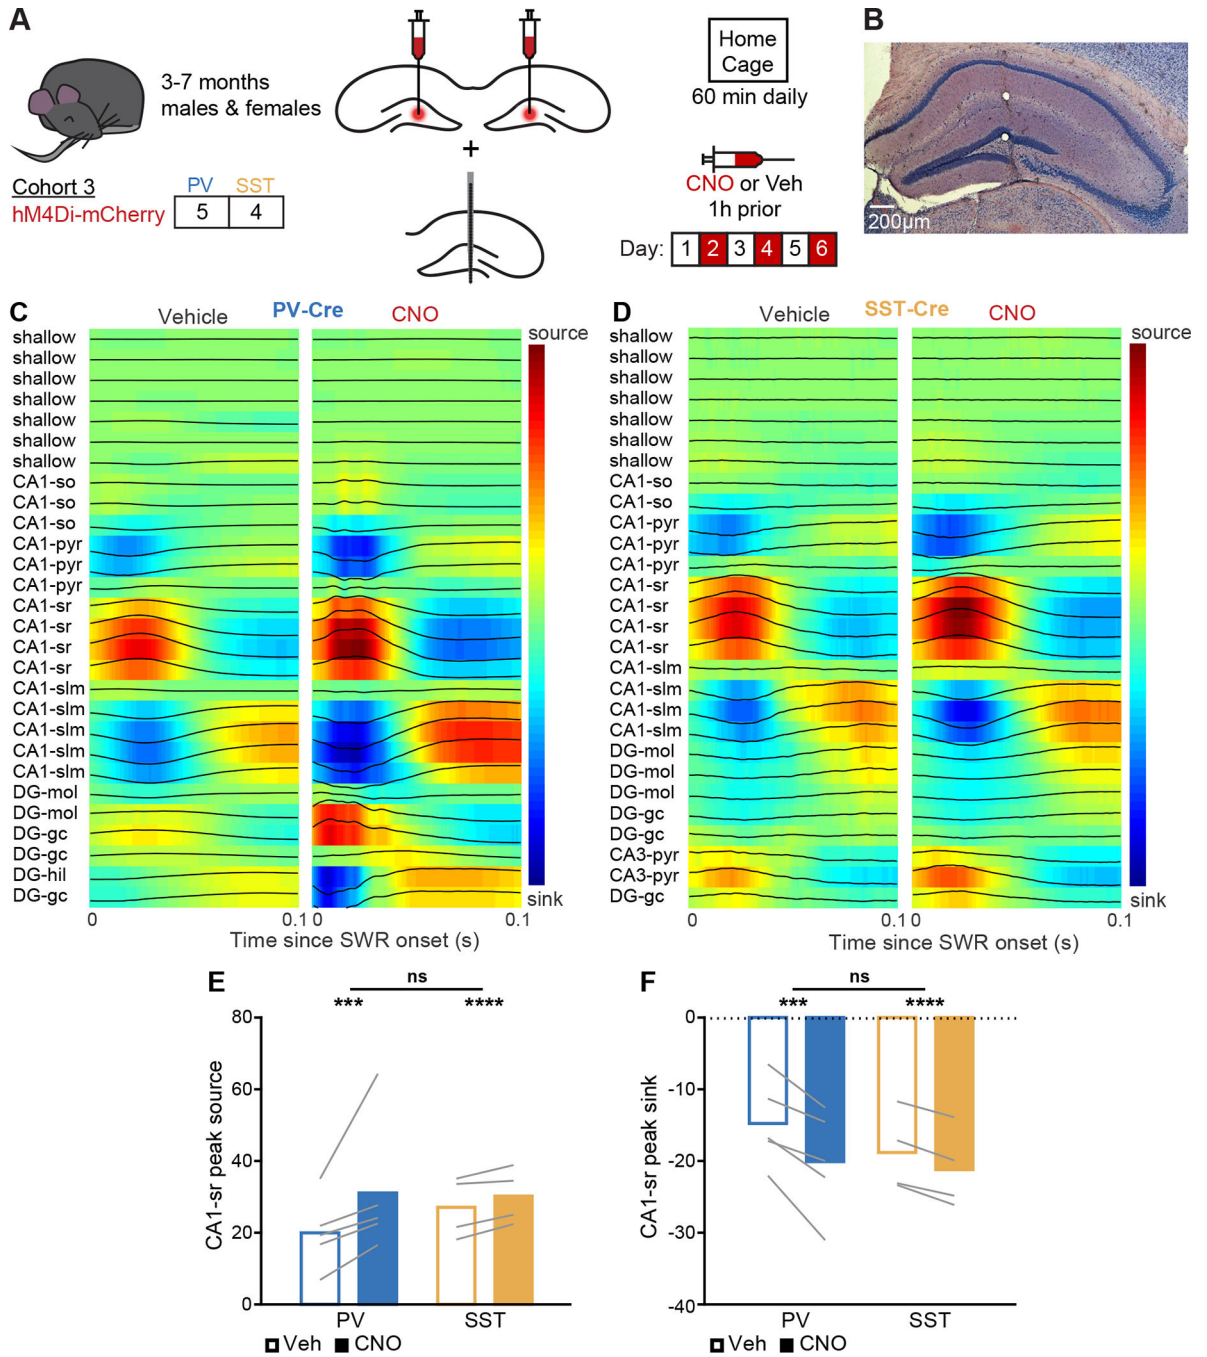 A
3-7 months
males & females
Cohort 3
hM4Di-mCherry
PV SST
5 4
+
Home
Cage
60 min daily
CNO or Veh
1h prior
Day: 1 2 3 4 5 6
B
200µm
C
Vehicle
PV-Cre
CNO
source
shallow
shallow
shallow
shallow
shallow
shallow
shallow
CA1-so
CA1-so
CA1-so
CA1-pyr
CA1-pyr
CA1-pyr
CA1-sr
CA1-sr
CA1-sr
CA1-sr
CA1-slm
CA1-slm
CA1-slm
CA1-slm
CA1-slm
DG-mol
DG-mol
DG-gc
DG-gc
DG-hil
DG-gc
sink
0 0.1 0 0.1
Time since SWR onset (s)
D
Vehicle
SST-Cre
CNO
source
shallow
shallow
shallow
shallow
shallow
shallow
shallow
CA1-so
CA1-so
CA1-pyr
CA1-pyr
CA1-pyr
CA1-sr
CA1-sr
CA1-sr
CA1-sr
CA1-slm
CA1-slm
CA1-slm
CA1-slm
DG-mol
DG-mol
DG-mol
DG-gc
DG-gc
CA3-pyr
CA3-pyr
DG-gc
sink
0 0.1 0 0.1
Time since SWR onset (s)
E
ns
*** ****
CA1-sr peak source
80
60
40
20
0
PV SST
Veh CNO
F
ns
*** ****
CA1-sr peak sink
0
-10
-20
-30
-40
PV SST
Veh CNO